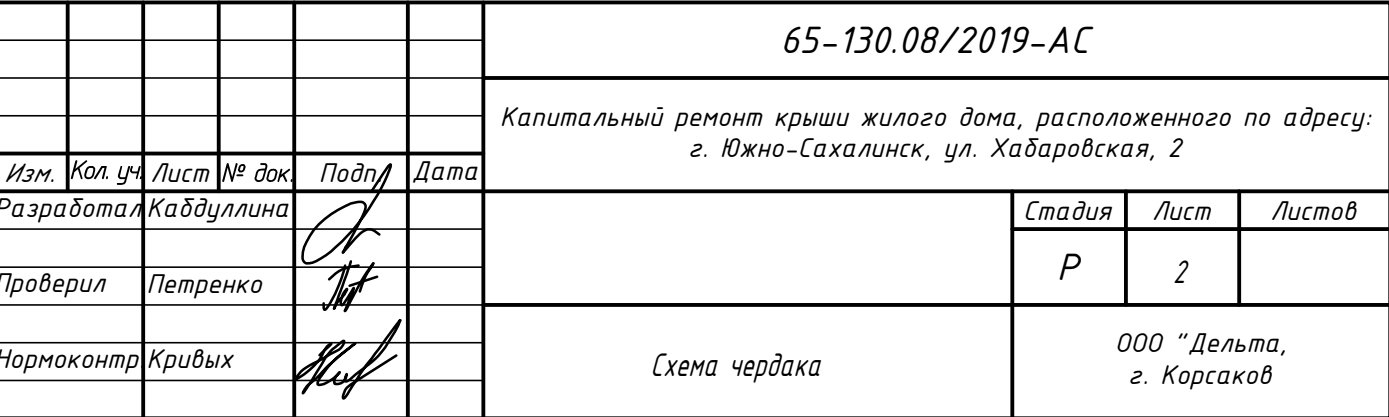 65-130.08/2019-АС
Капитальный ремонт крыши жилого дома, расположенного по адресу:
г. Южно-Сахалинск, ул. Хабаровская, 2
Изм. Кол. уч. Лист № док. Подп. Дата
Разработал Кабдуллина
Стадия Лист Листов
Проверил Петренко
Р 2
Нормоконтр. Кривых
Схема чердака
ООО "Дельта,
г. Корсаков